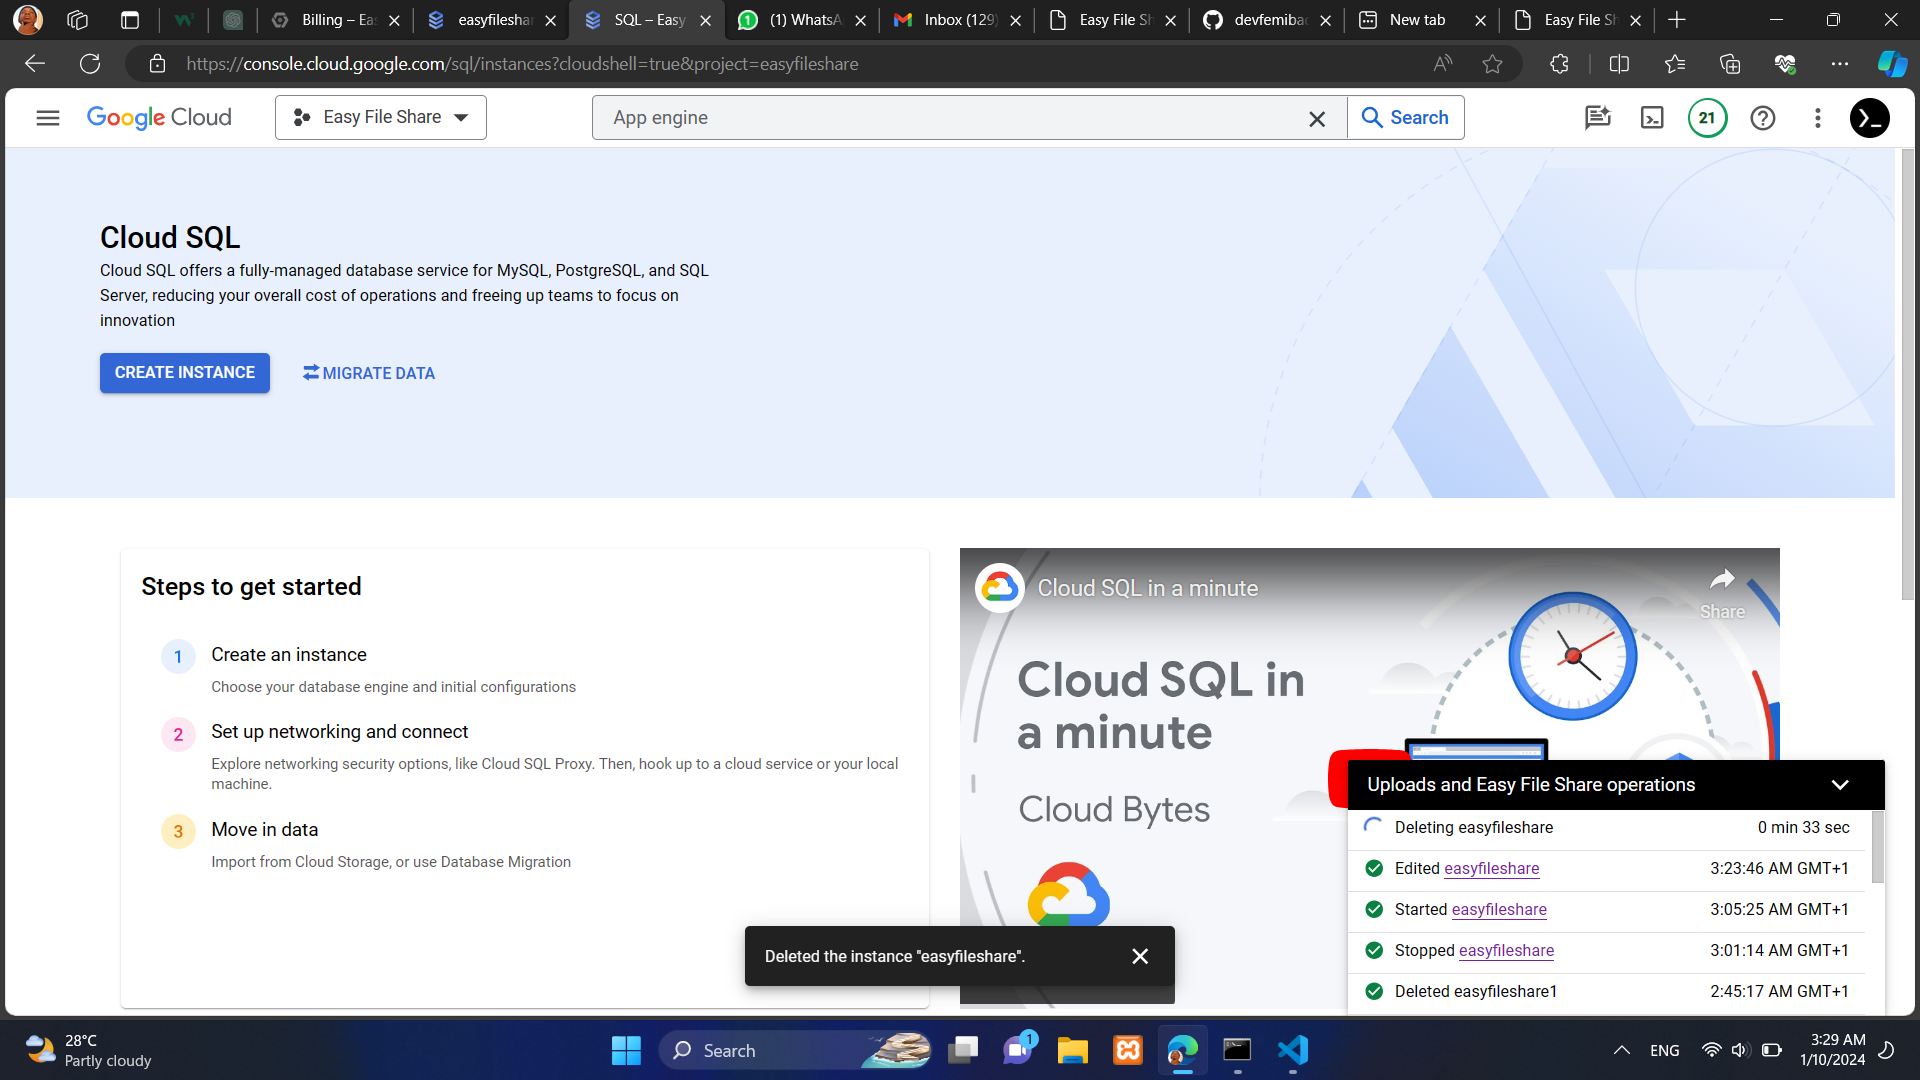 Billing – Eas
easyfileshar
SQL – Easy
(1) WhatsA
Inbox (129)
Easy File Sh
devfemibac
New tab
Easy File Sh
https://console.cloud.google.com/sql/instances?cloudshell=true&project=easyfileshare
Google Cloud
Easy File Share
App engine
Search
21
Cloud SQL
Cloud SQL offers a fully-managed database service for MySQL, PostgreSQL, and SQL
Server, reducing your overall cost of operations and freeing up teams to focus on
innovation
CREATE INSTANCE
MIGRATE DATA
Steps to get started
1
Create an instance
Choose your database engine and initial configurations
2
Set up networking and connect
Explore networking security options, like Cloud SQL Proxy. Then, hook up to a cloud service or your local
machine.
3
Move in data
Import from Cloud Storage, or use Database Migration
Cloud SQL in a minute
Share
Cloud SQL in
a minute
Cloud Bytes
Uploads and Easy File Share operations
Deleting easyfileshare
0 min 33 sec
Edited easyfileshare
3:23:46 AM GMT+1
Started easyfileshare
3:05:25 AM GMT+1
Stopped easyfileshare
3:01:14 AM GMT+1
Deleted easyfileshare1
2:45:17 AM GMT+1
Deleted the instance "easyfileshare".
28°C
Partly cloudy
Search
1
ENG
3:29 AM
1/10/2024